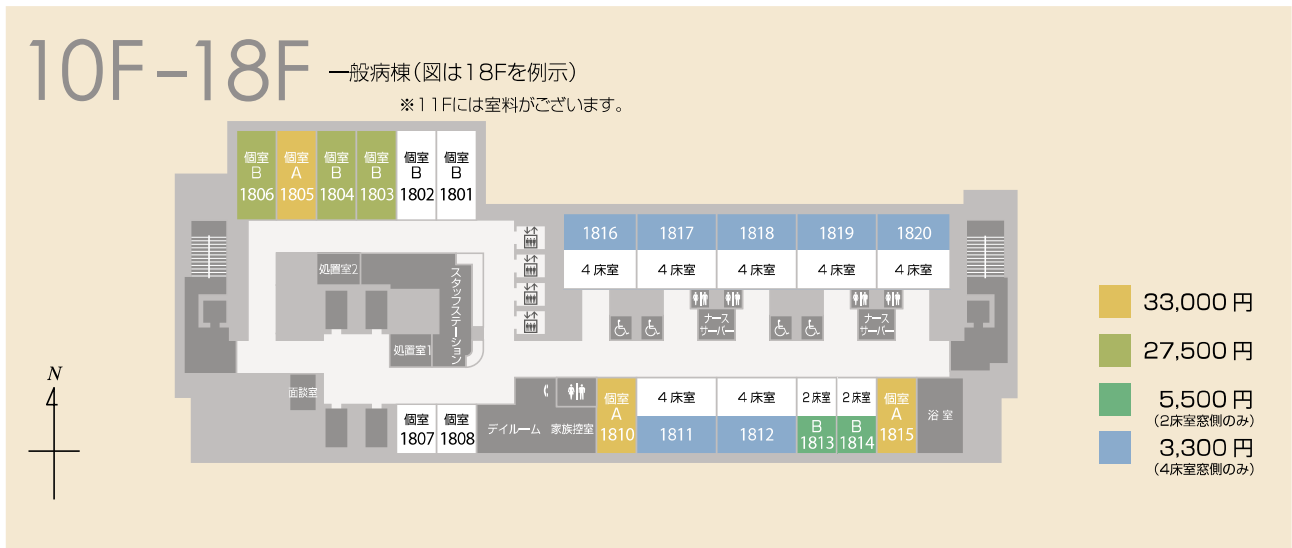 10F–18F 一般病棟(図は18Fを例示)
※11Fには室料がございます。
個室 B 1806
個室 A 1805
個室 B 1804
個室 B 1803
個室 B 1802
個室 B 1801
1816
1817
1818
1819
1820
4床室
4床室
4床室
4床室
4床室
処置室2
スタッフステーション
処置室1
ナース
サーバー
ナース
サーバー
面談室
個室
1807
個室
1808
デイルーム
家族控室
個室
A
1810
4床室
1811
4床室
1812
2床室
B
1813
2床室
B
1814
個室
A
1815
浴室
N
33,000円
27,500円
5,500円
(2床室窓側のみ)
3,300円
(4床室窓側のみ)